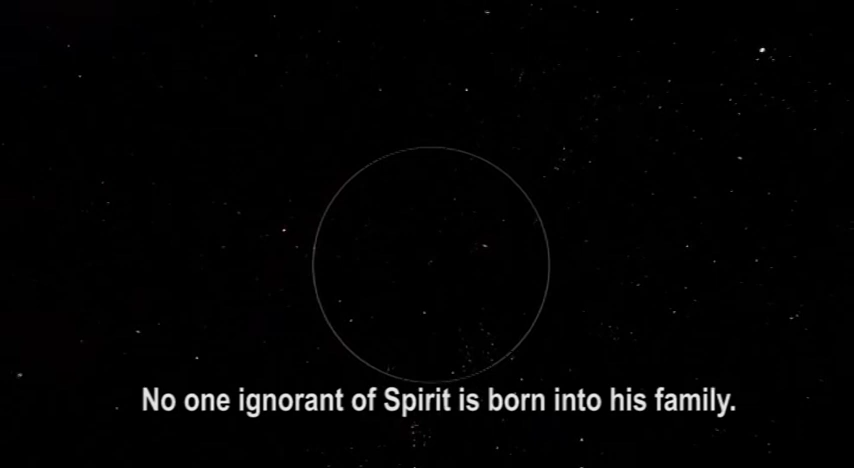 No one ignorant of Spirit is born into his family.